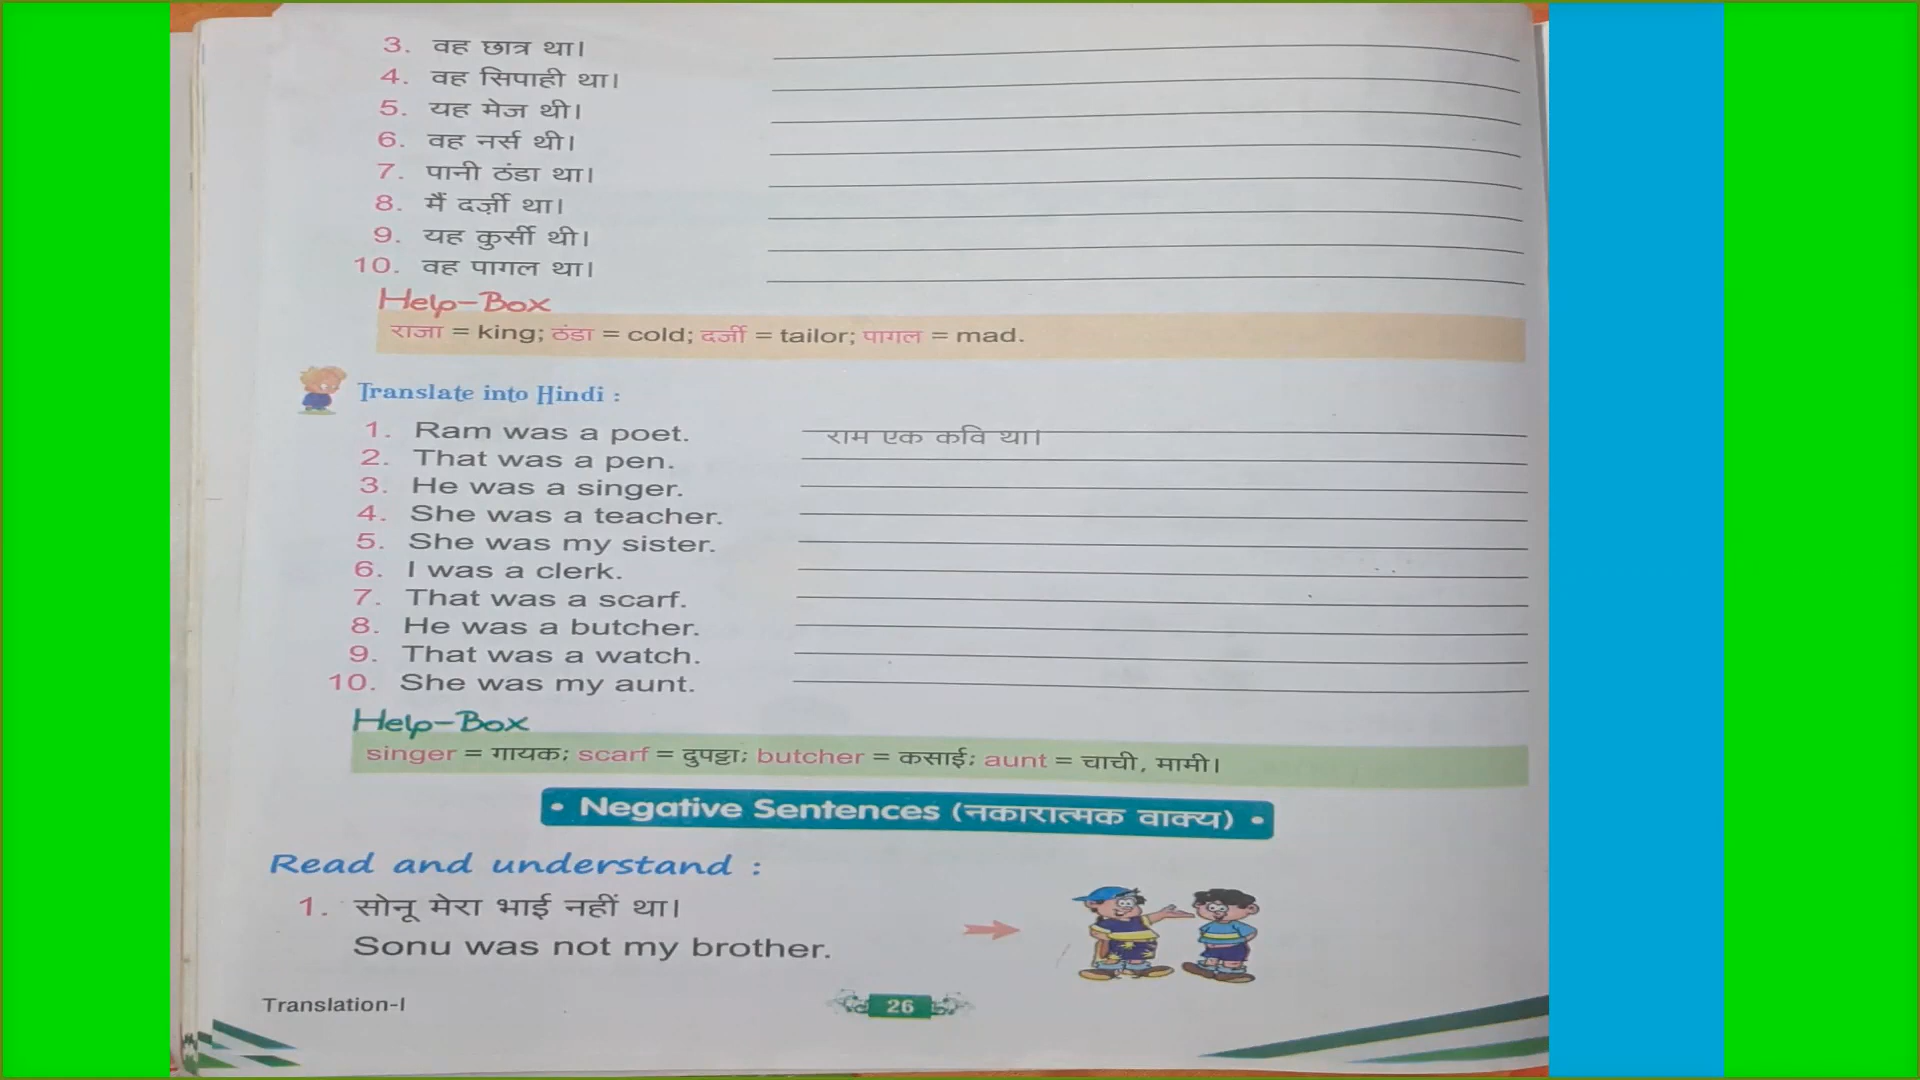 3. वह छात्र था।
4. वह सिपाही था।
5. यह मेज थी।
6. वह नर्स थी।
7. पानी ठंडा था।
8. मैं दर्ज़ी था।
9. यह कुर्सी थी।
10. वह पागल था।
Help-Box
राजा = king; ठंडा = cold; दर्जी = tailor; पागल = mad.
Translate into Hindi :
1. Ram was a poet. राम एक कवि था।
2. That was a pen.
3. He was a singer.
4. She was a teacher.
5. She was my sister.
6. I was a clerk.
7. That was a scarf.
8. He was a butcher.
9. That was a watch.
10. She was my aunt.
Help-Box
singer = गायक; scarf = दुपट्टा; butcher = कसाई; aunt = चाची, मामी।
• Negative Sentences (नकारात्मक वाक्य) •
Read and understand :
1. सोनू मेरा भाई नहीं था।
Sonu was not my brother.
Translation-I 26